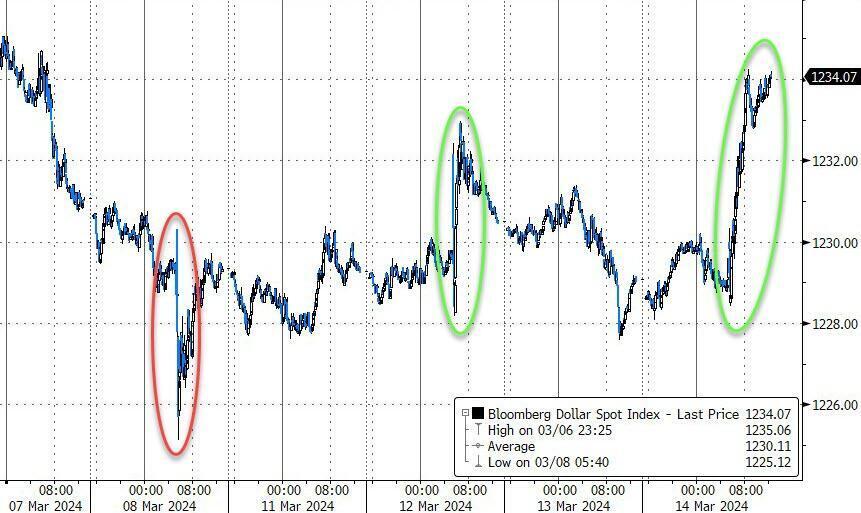 1234.07
1232.00
1230.00
1228.00
1226.00
Bloomberg Dollar Spot Index - Last Price 1234.07
High on 03/06 23:25 1235.06
Average 1230.11
Low on 03/08 05:40 1225.12
08:00 00:00 08:00 00:00 08:00 00:00 08:00 00:00 08:00 00:00 08:00
07 Mar 2024 08 Mar 2024 11 Mar 2024 12 Mar 2024 13 Mar 2024 14 Mar 2024